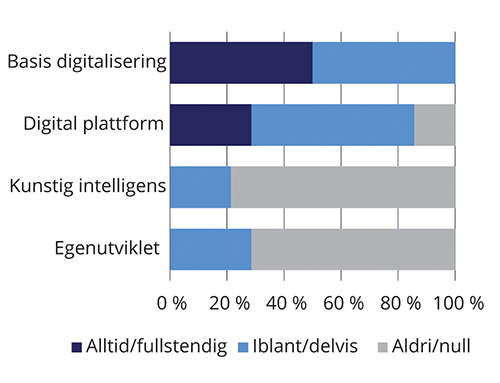 Basis digitalisering
Digital plattform
Kunstig intelligens
Egenutviklet
0 % 20 % 40 % 60 % 80 % 100 %
Alltid/fullstendig Iblant/delvis Aldri/null